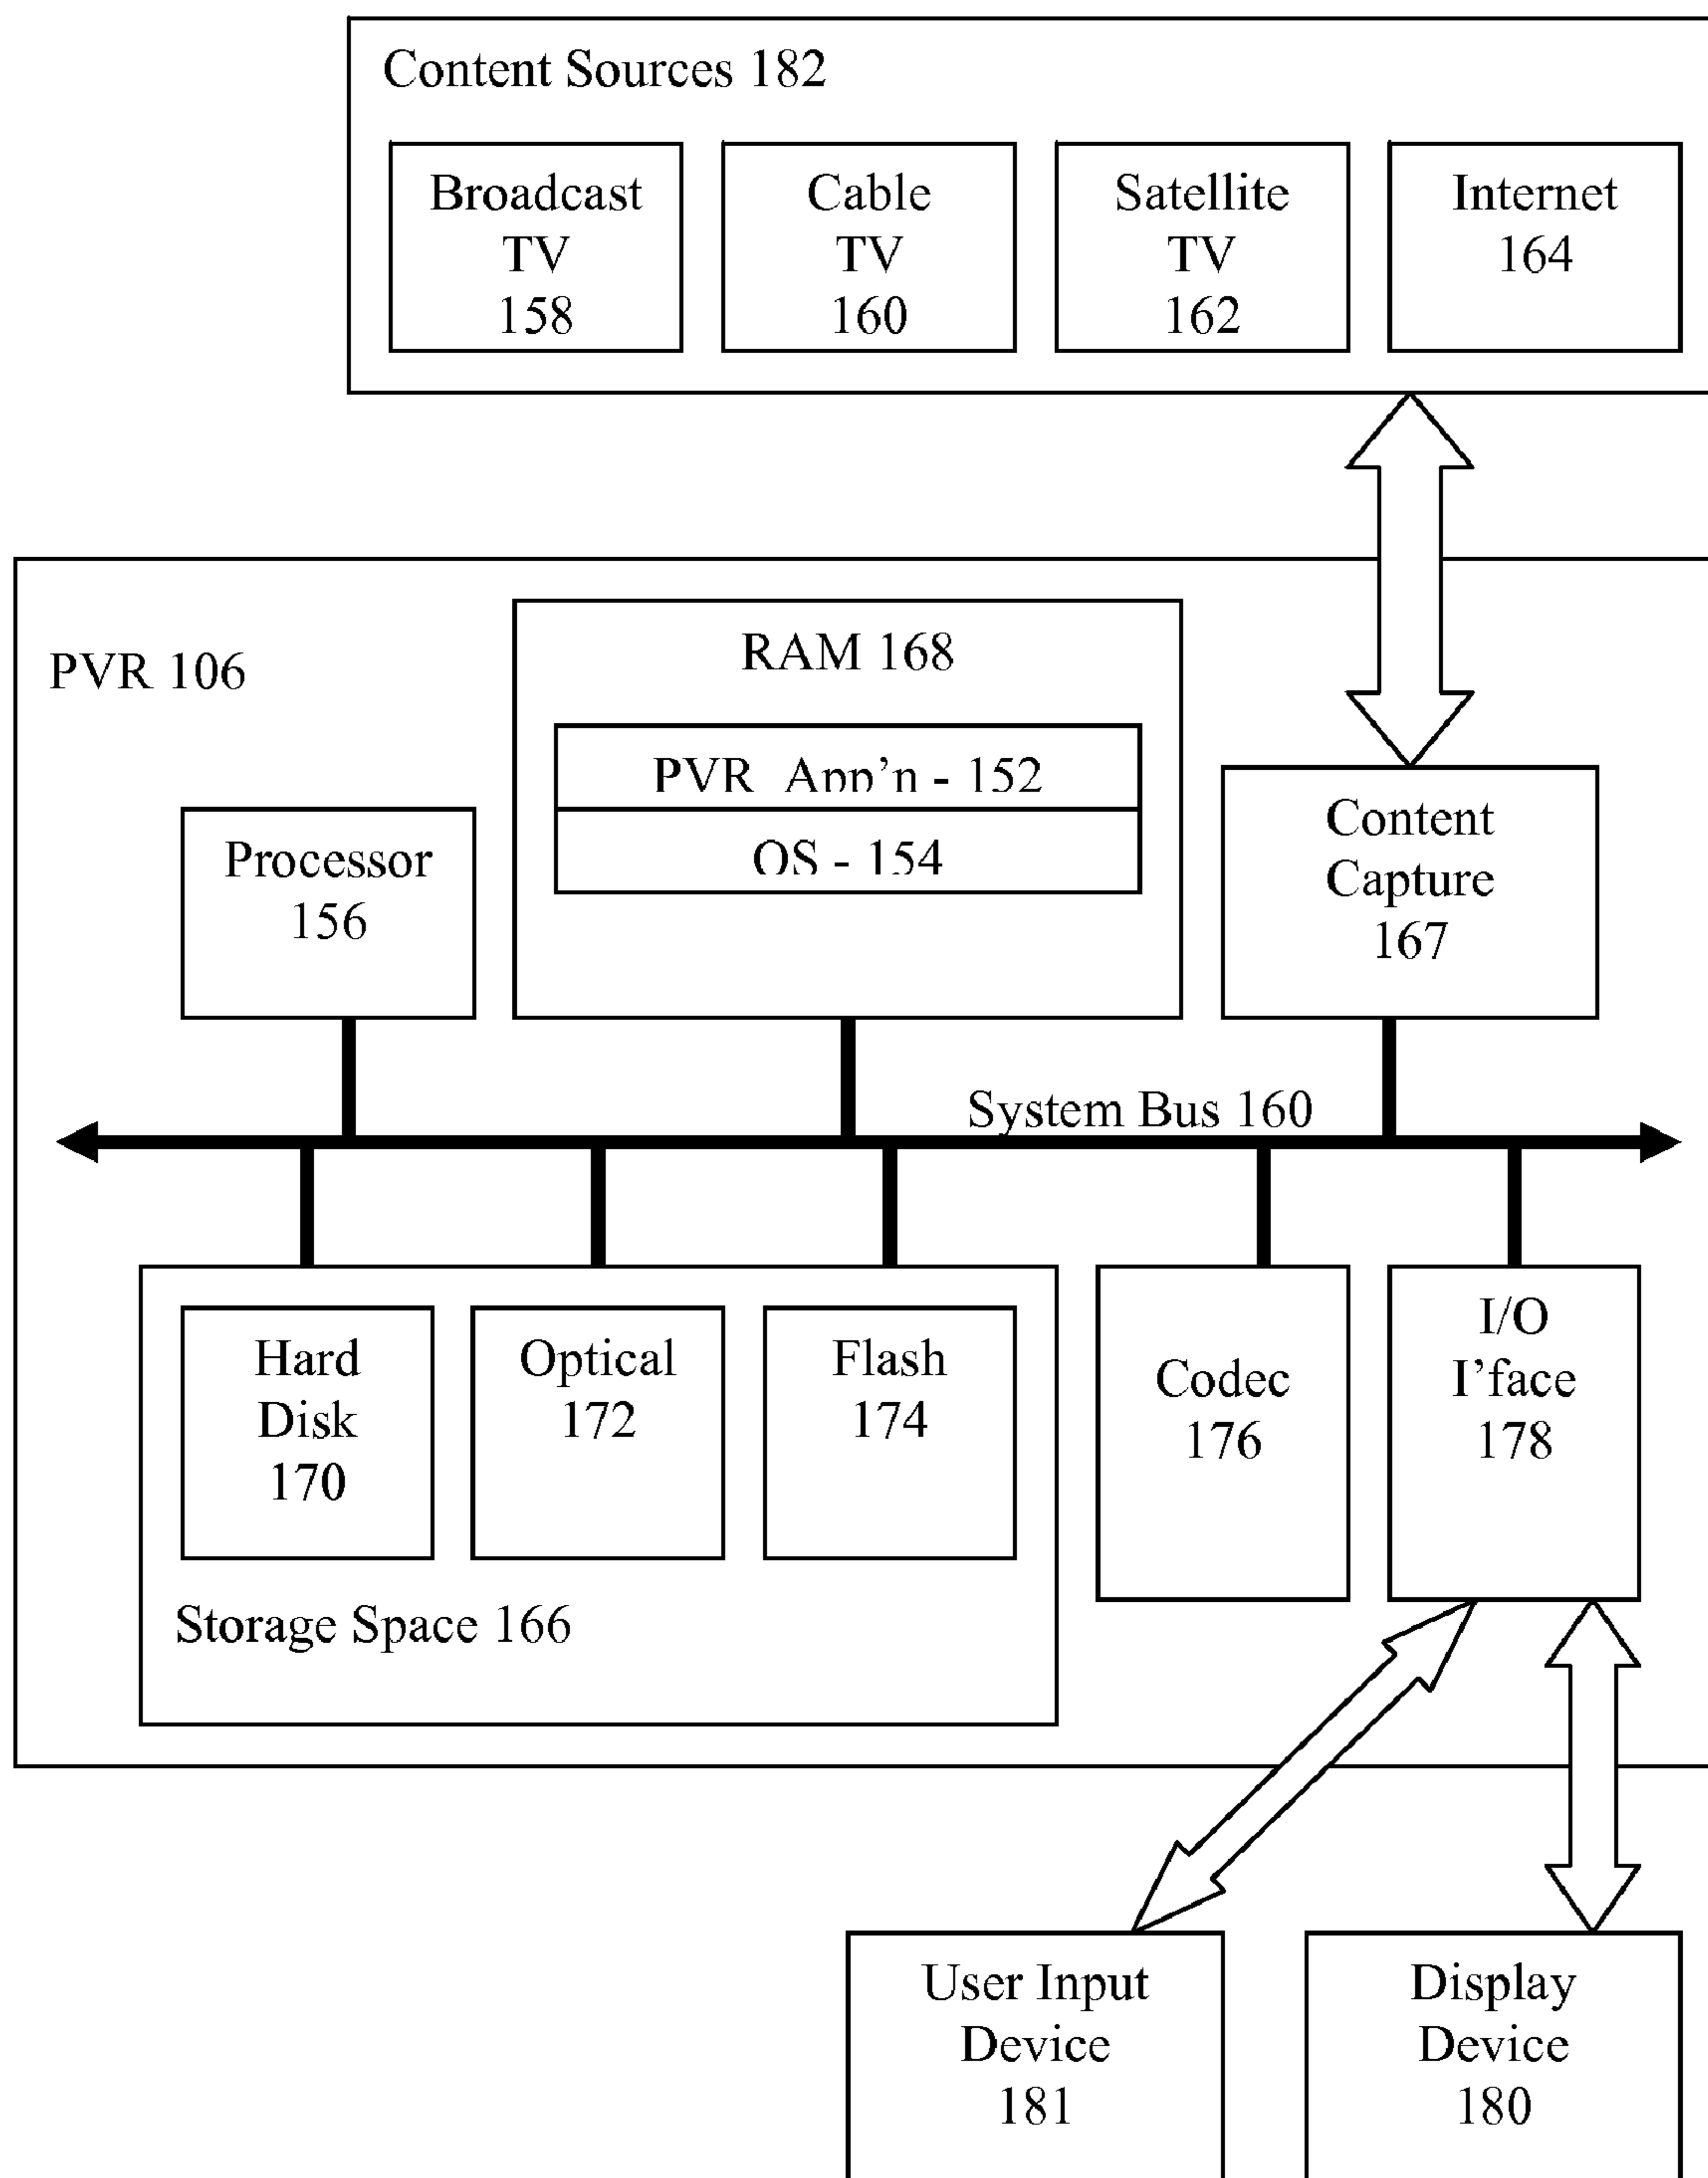 Content Sources 182
Broadcast
TV
158
Cable
TV
160
Satellite
TV
162
Internet
164
PVR 106
RAM 168
PVR App'n - 152
OS - 154
Processor
156
Content
Capture
167
System Bus 160
Hard
Disk
170
Optical
172
Flash
174
Storage Space 166
Codec
176
I/O
I'face
178
User Input
Device
181
Display
Device
180